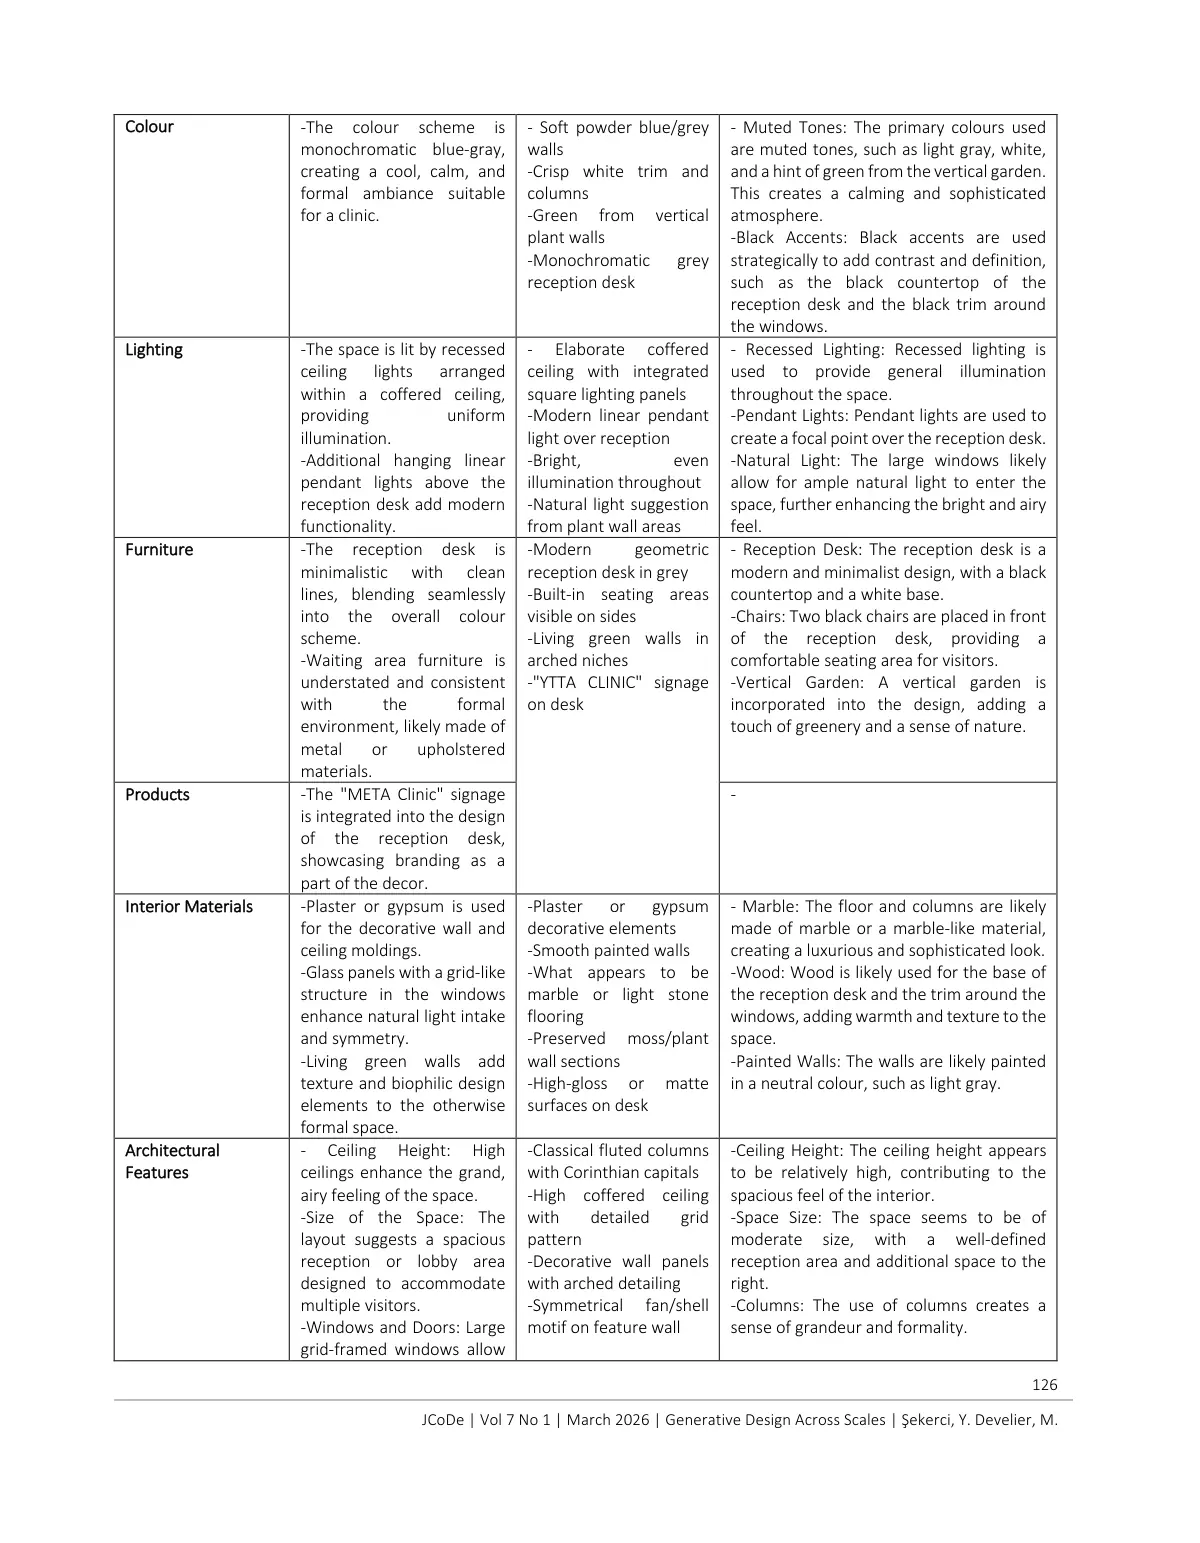 Colour
-The colour scheme is
monochromatic blue-gray,
creating a cool, calm, and
formal ambiance suitable
for a clinic.
- Soft powder blue/grey
walls
-Crisp white trim and
columns
-Green from vertical
plant walls
-Monochromatic grey
reception desk
- Muted Tones: The primary colours used
are muted tones, such as light gray, white,
and a hint of green from the vertical garden.
This creates a calming and sophisticated
atmosphere.
-Black Accents: Black accents are used
strategically to add contrast and definition,
such as the black countertop of the
reception desk and the black trim around
the windows.
Lighting
-The space is lit by recessed
ceiling lights arranged
within a coffered ceiling,
providing uniform
illumination.
-Additional hanging linear
pendant lights above the
reception desk add modern
functionality.
- Elaborate coffered
ceiling with integrated
square lighting panels
-Modern linear pendant
light over reception
-Bright, even
illumination throughout
-Natural light suggestion
from plant wall areas
- Recessed Lighting: Recessed lighting is
used to provide general illumination
throughout the space.
-Pendant Lights: Pendant lights are used to
create a focal point over the reception desk.
-Natural Light: The large windows likely
allow for ample natural light to enter the
space, further enhancing the bright and airy
feel.
Furniture
-The reception desk is
minimalistic with clean
lines, blending seamlessly
into the overall colour
scheme.
-Waiting area furniture is
understated and consistent
with the formal
environment, likely made of
metal or upholstered
materials.
-Modern geometric
reception desk in grey
-Built-in seating areas
visible on sides
-Living green walls in
arched niches
-"YTTA CLINIC" signage
on desk
- Reception Desk: The reception desk is a
modern and minimalist design, with a black
countertop and a white base.
-Chairs: Two black chairs are placed in front
of the reception desk, providing a
comfortable seating area for visitors.
-Vertical Garden: A vertical garden is
incorporated into the design, adding a
touch of greenery and a sense of nature.
Products
-The "META Clinic" signage
is integrated into the design
of the reception desk,
showcasing branding as a
part of the decor.
-
Interior Materials
-Plaster or gypsum is used
for the decorative wall and
ceiling moldings.
-Glass panels with a grid-like
structure in the windows
enhance natural light intake
and symmetry.
-Living green walls add
texture and biophilic design
elements to the otherwise
formal space.
-Plaster or gypsum
decorative elements
-Smooth painted walls
-What appears to be
marble or light stone
flooring
-Preserved moss/plant
wall sections
-High-gloss or matte
surfaces on desk
- Marble: The floor and columns are likely
made of marble or a marble-like material,
creating a luxurious and sophisticated look.
-Wood: Wood is likely used for the base of
the reception desk and the trim around the
windows, adding warmth and texture to the
space.
-Painted Walls: The walls are likely painted
in a neutral colour, such as light gray.
Architectural
Features
- Ceiling Height: High
ceilings enhance the grand,
airy feeling of the space.
-Size of the Space: The
layout suggests a spacious
reception or lobby area
designed to accommodate
multiple visitors.
-Windows and Doors: Large
grid-framed windows allow
-Classical fluted columns
with Corinthian capitals
-High coffered ceiling
with detailed grid
pattern
-Decorative wall panels
with arched detailing
-Symmetrical fan/shell
motif on feature wall
-Ceiling Height: The ceiling height appears
to be relatively high, contributing to the
spacious feel of the interior.
-Space Size: The space seems to be of
moderate size, with a well-defined
reception area and additional space to the
right.
-Columns: The use of columns creates a
sense of grandeur and formality.
126
JCoDe | Vol 7 No 1 | March 2026 | Generative Design Across Scales | Şekerci, Y. Develier, M.